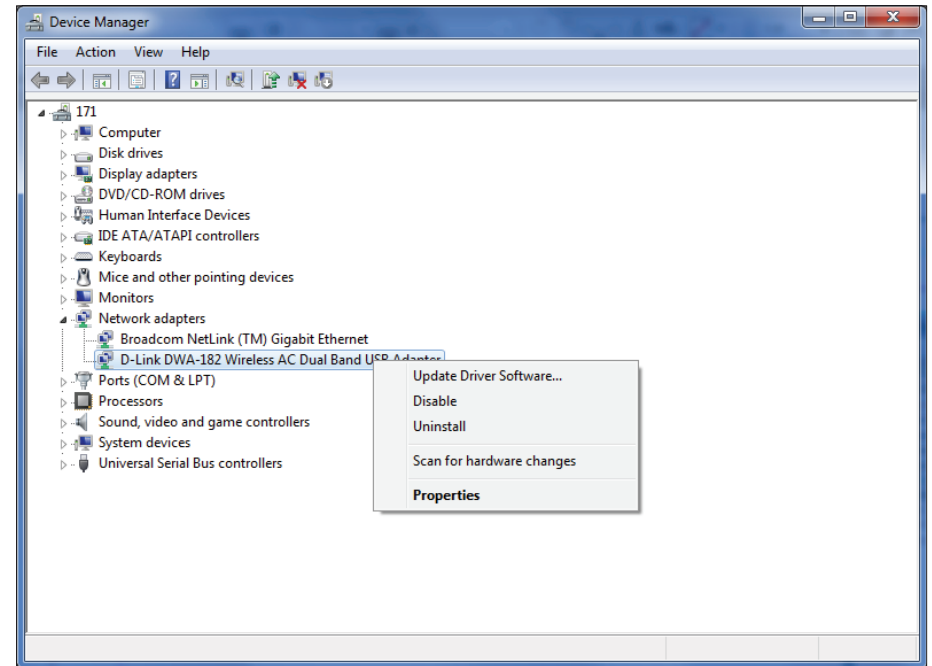 Device Manager
File Action View Help
171
Computer
Disk drives
Display adapters
DVD/CD-ROM drives
Human Interface Devices
IDE ATA/ATAPI controllers
Keyboards
Mice and other pointing devices
Monitors
Network adapters
Broadcom NetLink (TM) Gigabit Ethernet
D-Link DWA-182 Wireless AC Dual Band USB Adapter
Ports (COM & LPT)
Processors
Sound, video and game controllers
System devices
Universal Serial Bus controllers
Update Driver Software...
Disable
Uninstall
Scan for hardware changes
Properties